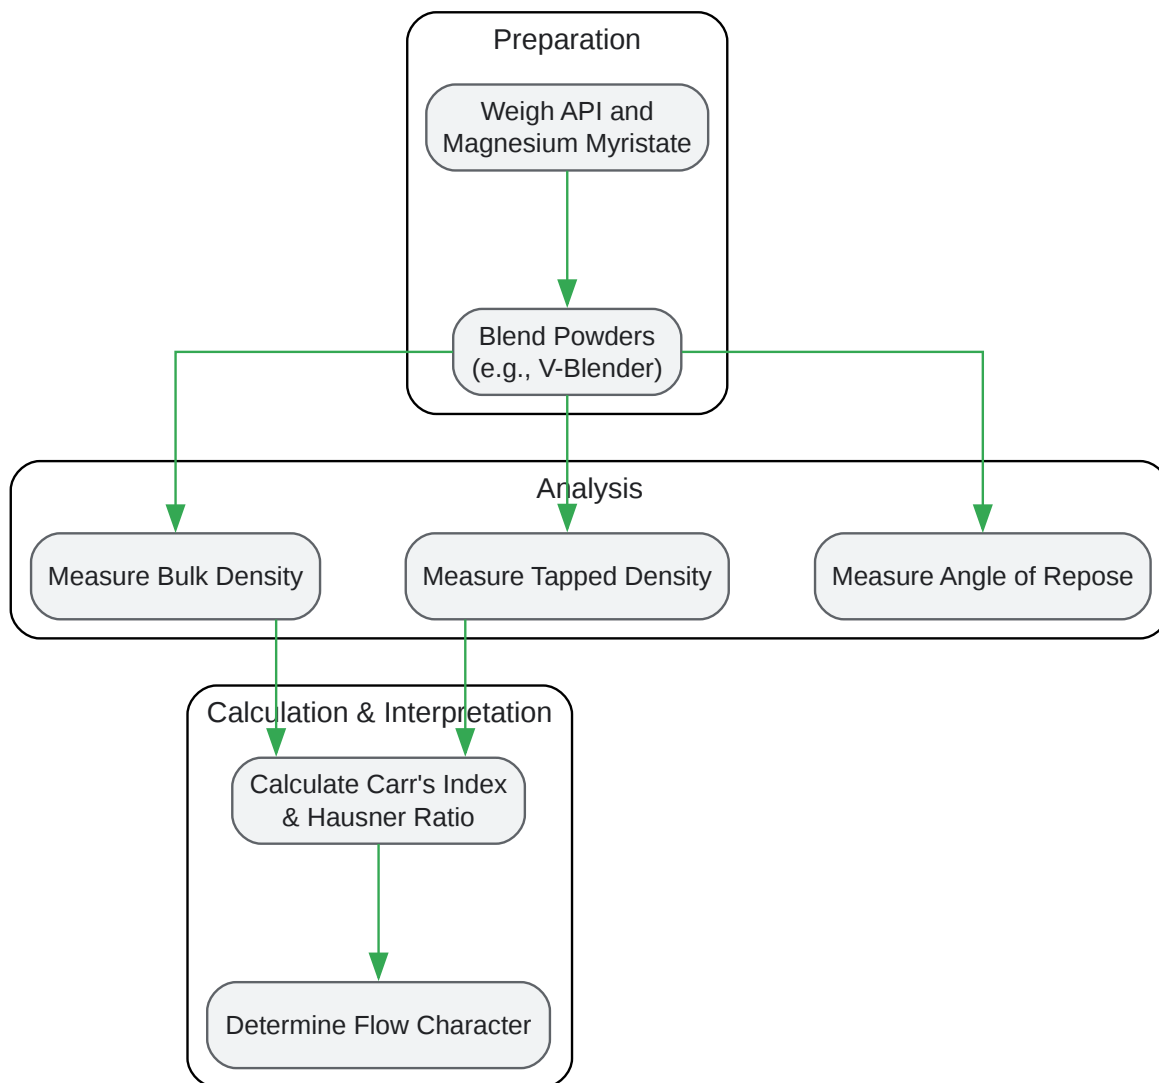 Preparation
Weigh API and
Magnesium Myristate
Blend Powders
(e.g., V-Blender)
Analysis
Measure Bulk Density
Measure Tapped Density
Measure Angle of Repose
Calculation & Interpretation
Calculate Carr's Index
& Hausner Ratio
Determine Flow Character